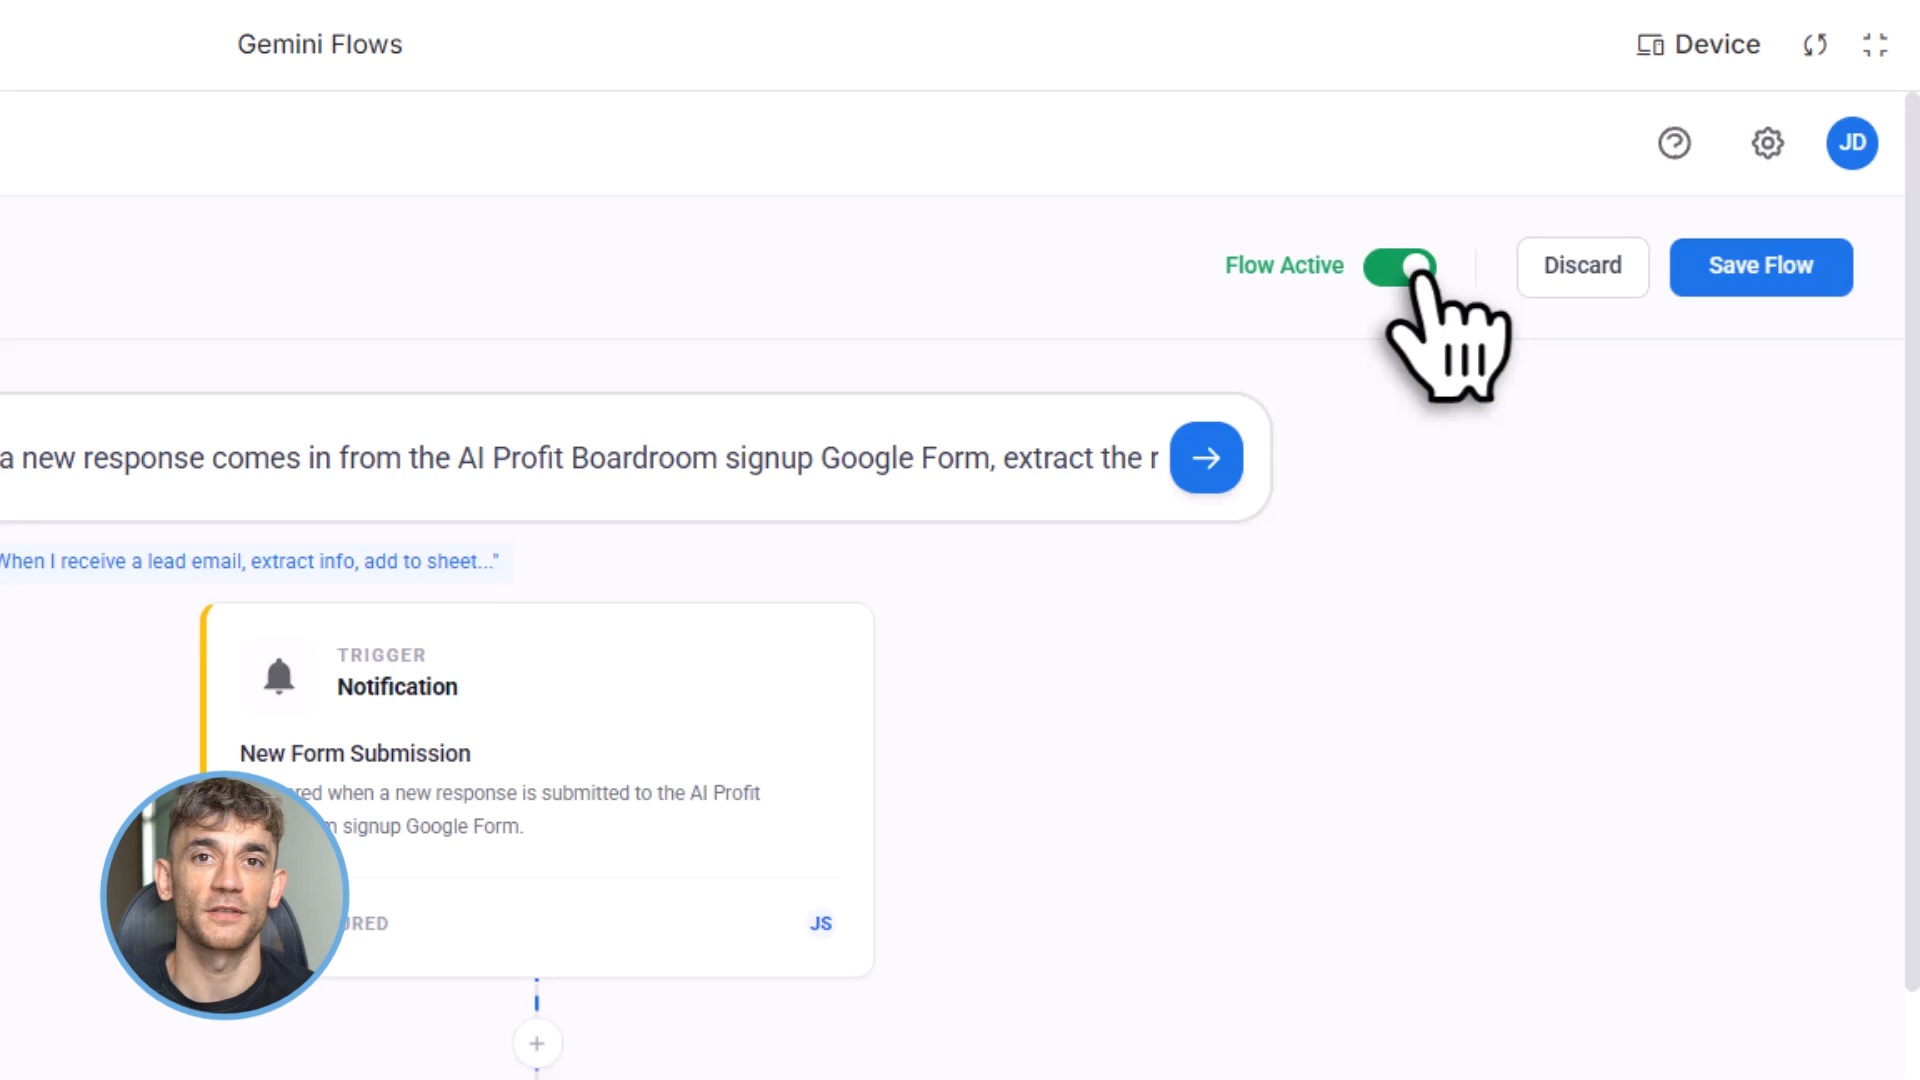 Gemini Flows
Device
JD
Flow Active
Discard
Save Flow
a new response comes in from the AI Profit Boardroom signup Google Form, extract the r
When I receive a lead email, extract info, add to sheet..."
TRIGGER
Notification
New Form Submission
red when a new response is submitted to the AI Profit
signup Google Form.
URED
JS